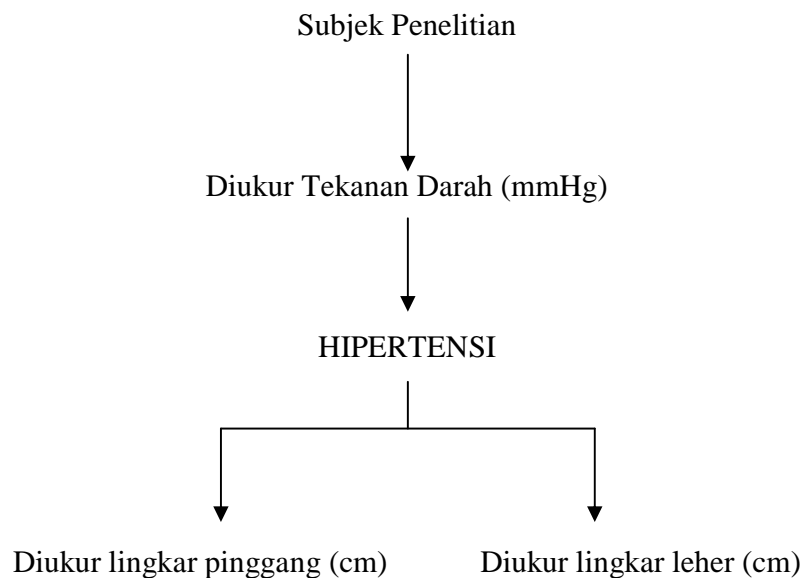 Subjek Penelitian
Diukur Tekanan Darah (mmHg)
HIPERTENSI
Diukur lingkar pinggang (cm)
Diukur lingkar leher (cm)